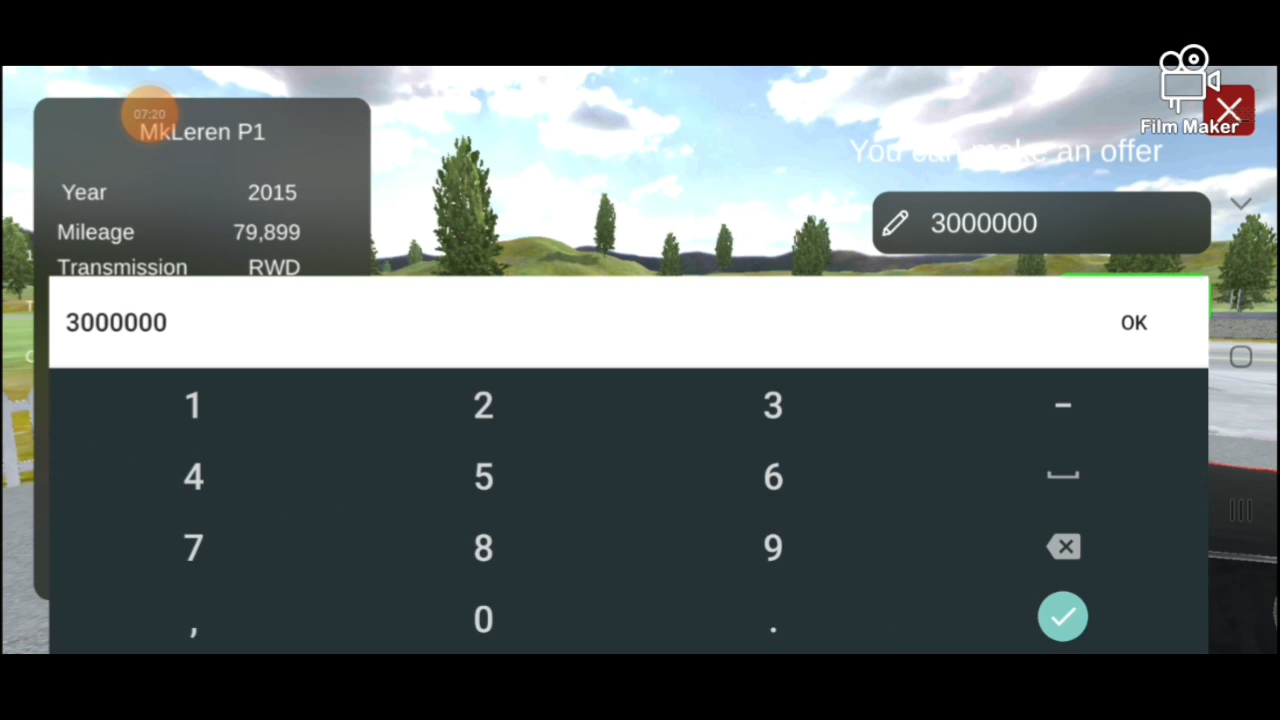 07:20
MkLeren P1
Year 2015
Mileage 79,899
Transmission RWD
Film Maker
You can make an offer
3000000
3000000 OK
1 2 3 -
4 5 6
7 8 9
, 0 .